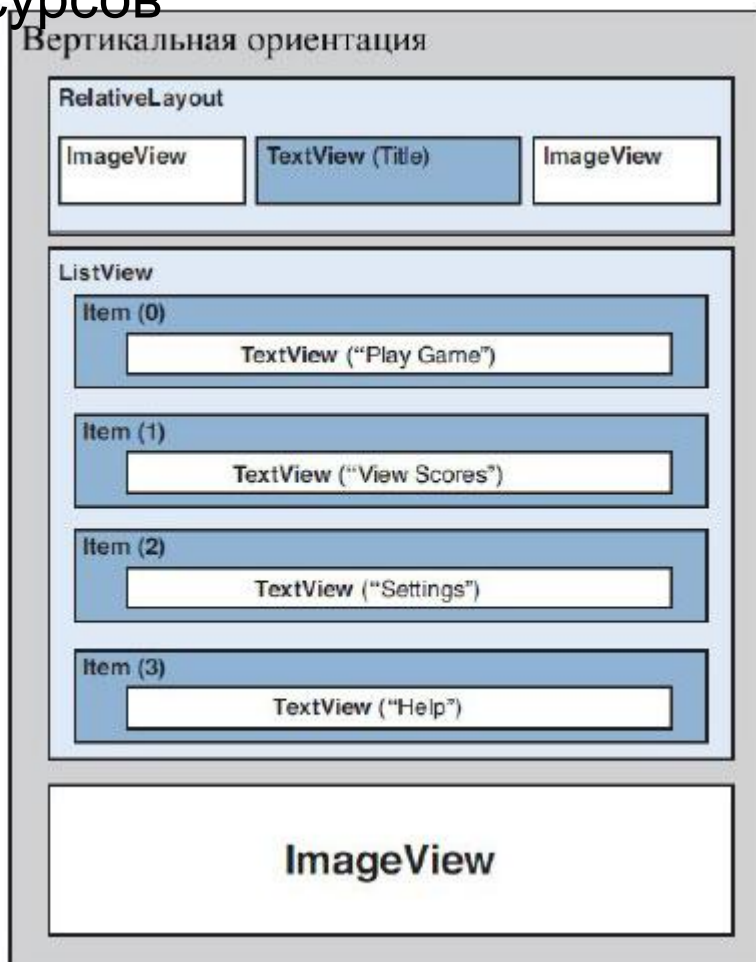 Вертикальная ориентация
RelativeLayout
ImageView
TextView (Title)
ImageView
ListView
Item (0)
TextView (“Play Game”)
Item (1)
TextView (“View Scores”)
Item (2)
TextView (“Settings”)
Item (3)
TextView (“Help”)
ImageView